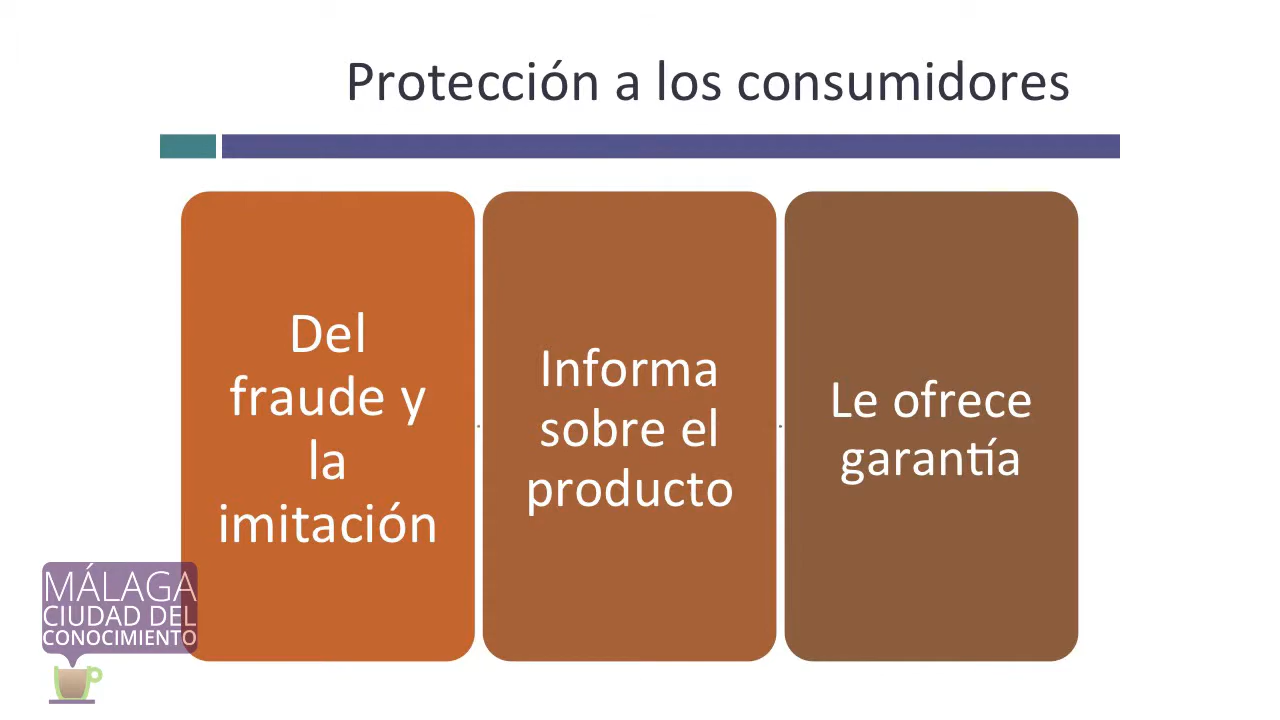 Protección a los consumidores
Del
fraude y
la
imitación
Informa
sobre el
producto
Le ofrece
garantía
MÁLAGA
CIUDAD DEL
CONOCIMIENTO